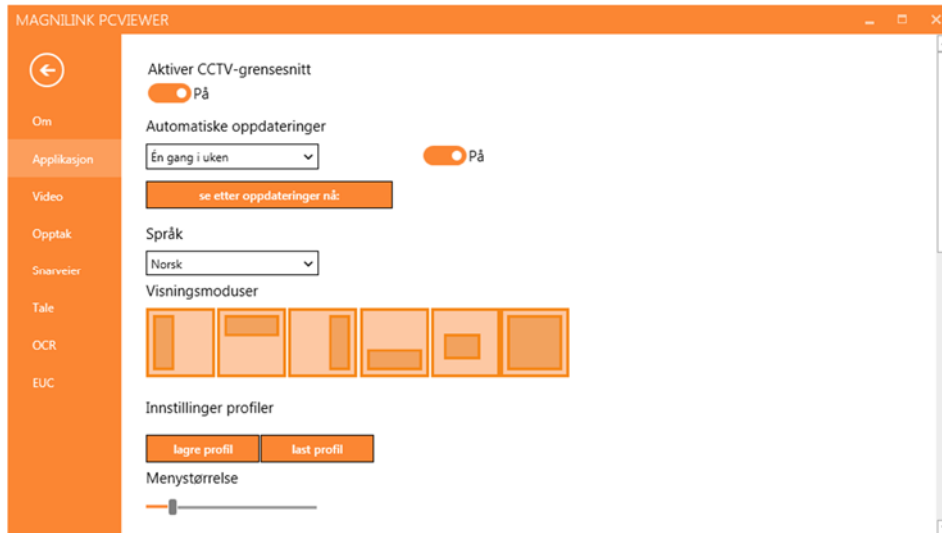 MAGNILINK PCVIEWER
Om
Applikasjon
Video
Opptak
Snarveier
Tale
OCR
EUC
Aktiver CCTV-grensesnitt
På
Automatiske oppdateringer
Én gang i uken
På
se etter oppdateringer nå:
Språk
Norsk
Visningsmoduser
Innstillinger profiler
lagre profil last profil
Menystørrelse